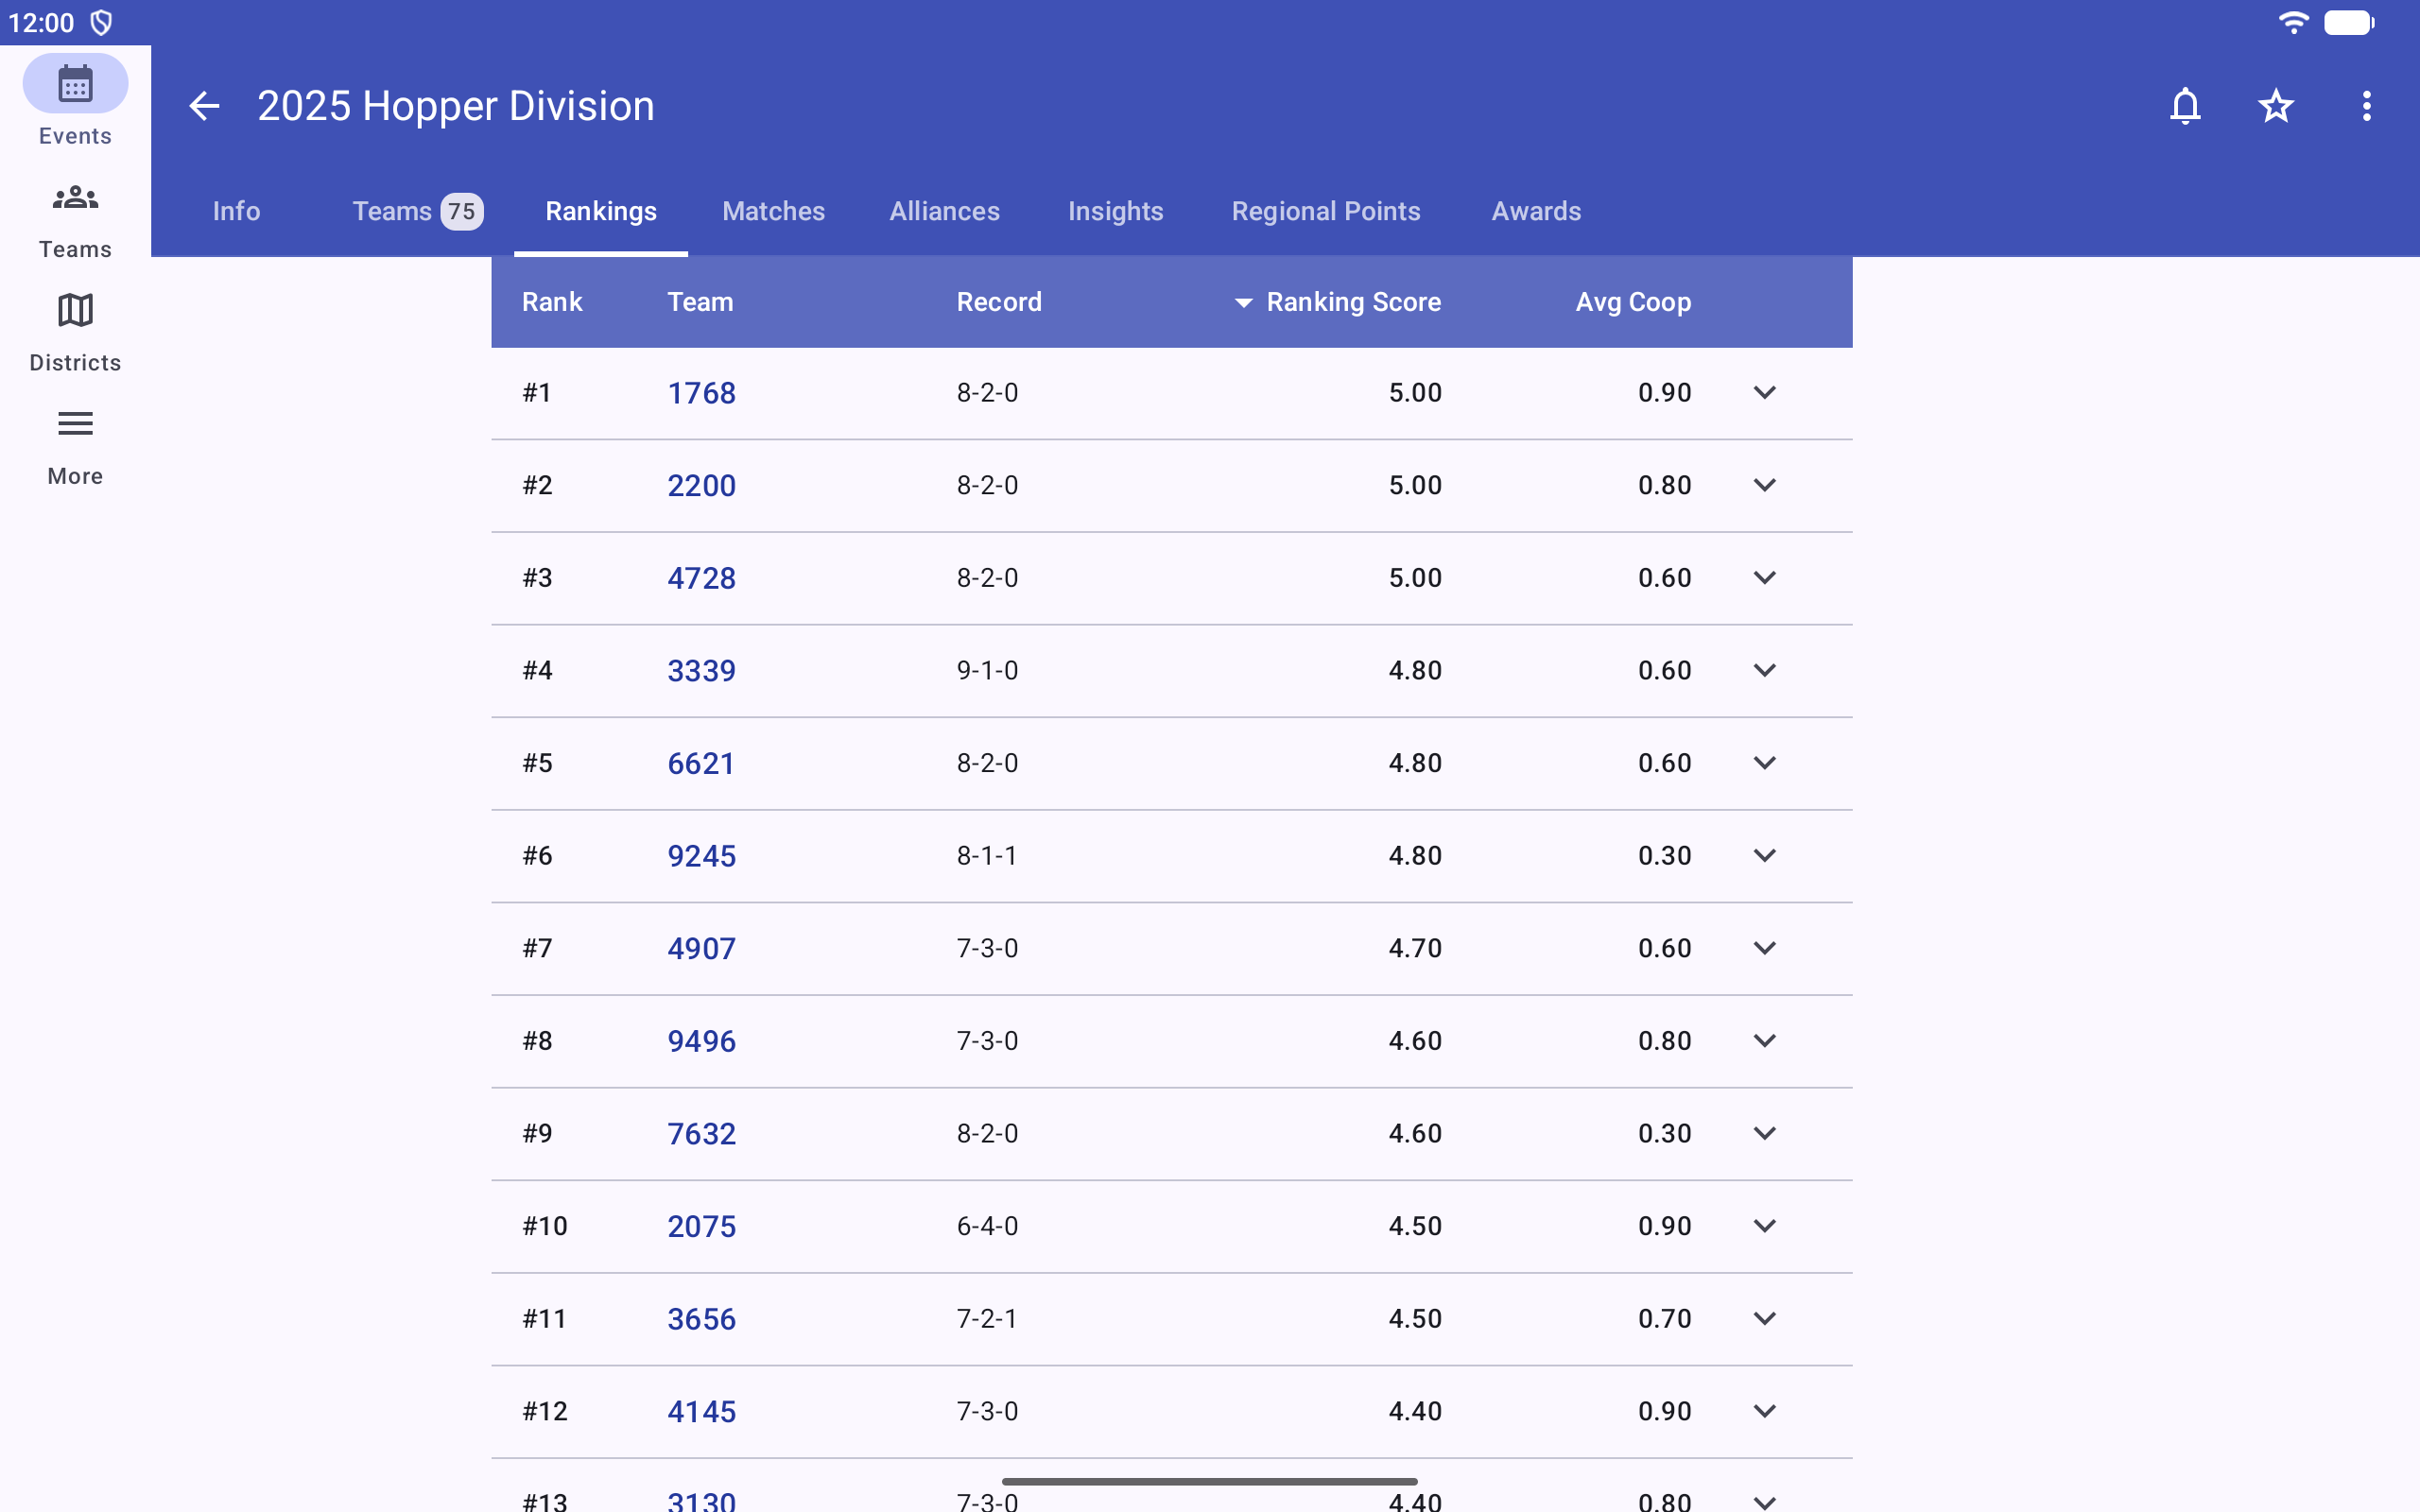 12:00
Events
Teams
Districts
More
2025 Hopper Division
Info Teams 75 Rankings Matches Alliances Insights Regional Points Awards
Rank Team Record Ranking Score Avg Coop
#1 1768 8-2-0 5.00 0.90
#2 2200 8-2-0 5.00 0.80
#3 4728 8-2-0 5.00 0.60
#4 3339 9-1-0 4.80 0.60
#5 6621 8-2-0 4.80 0.60
#6 9245 8-1-1 4.80 0.30
#7 4907 7-3-0 4.70 0.60
#8 9496 7-3-0 4.60 0.80
#9 7632 8-2-0 4.60 0.30
#10 2075 6-4-0 4.50 0.90
#11 3656 7-2-1 4.50 0.70
#12 4145 7-3-0 4.40 0.90
#13 3130 7-3-0 4.40 0.80